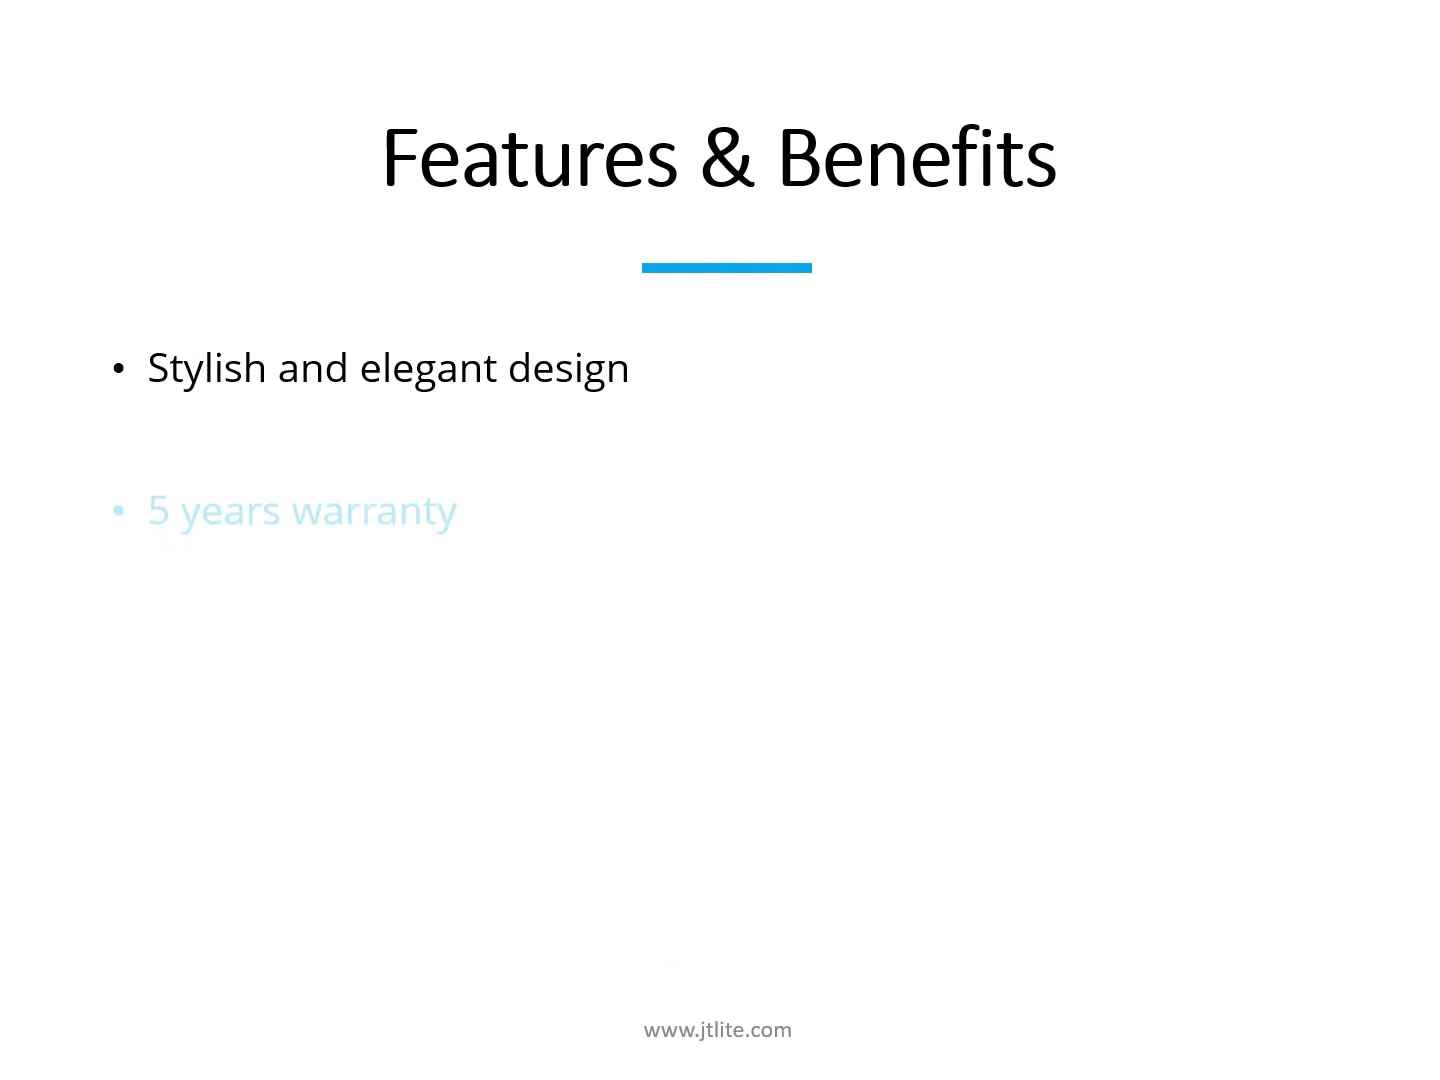 Features & Benefits
• Stylish and elegant design
• 5 years warranty
www.jtlite.com